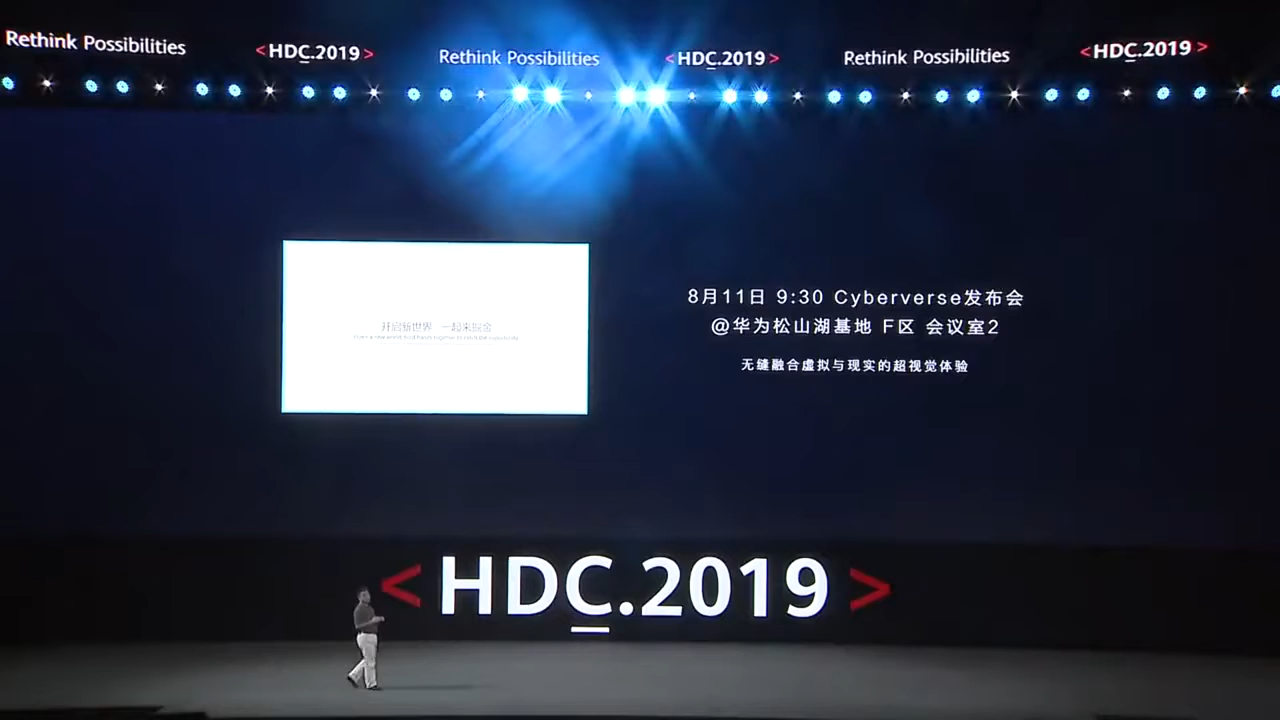 Rethink Possibilities
<HDC.2019>
Rethink Possibilities
<HDC.2019>
Rethink Possibilities
<HDC.2019>
开启新世界 一起来掘金
8月11日 9:30 Cyberverse发布会
@华为松山湖基地 F区 会议室2
无缝融合虚拟与现实的超视觉体验
<HDC.2019>